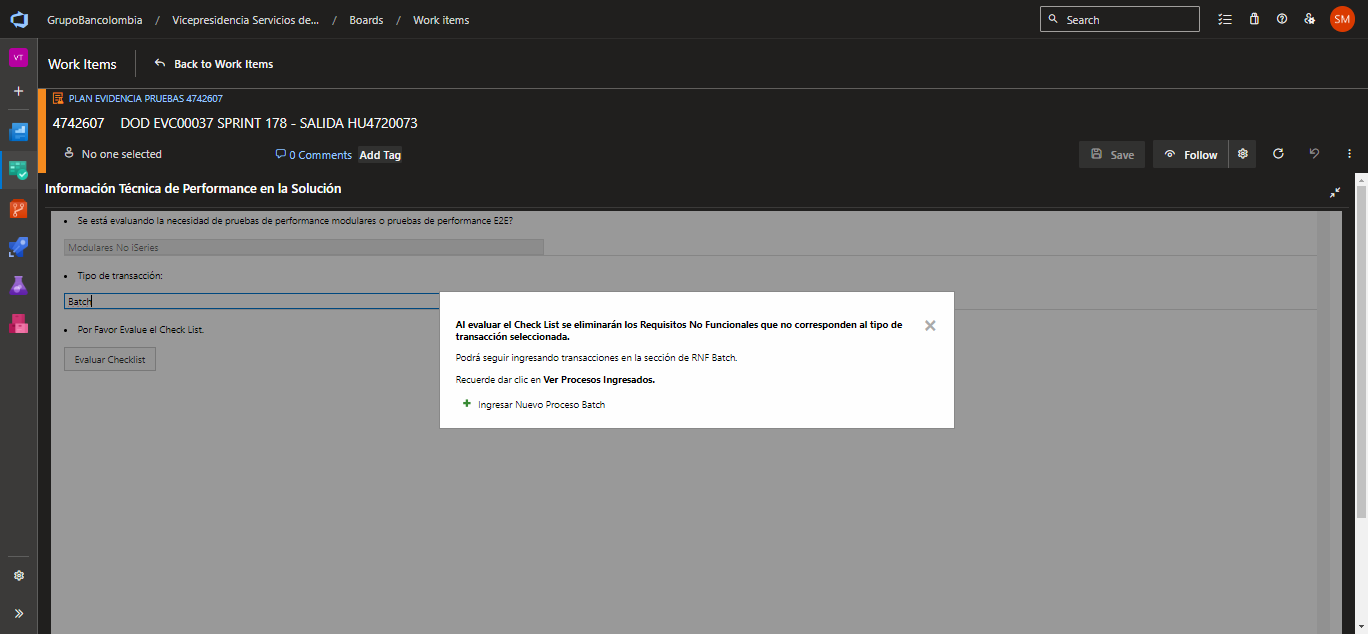 GrupoBancolombia / Vicepresidencia Servicios de... / Boards / Work items
Search
SM
VT
Work Items
Back to Work Items
PLAN EVIDENCIA PRUEBAS 4742607
4742607 DOD EVC00037 SPRINT 178 - SALIDA HU4720073
No one selected
0 Comments
Add Tag
Save
Follow
Información Técnica de Performance en la Solución
Se está evaluando la necesidad de pruebas de performance modulares o pruebas de performance E2E?
Modulares No iSeries
Tipo de transacción:
Batch
Por Favor Evalue el Check List.
Evaluar Checklist
Al evaluar el Check List se eliminarán los Requisitos No Funcionales que no corresponden al tipo de
transacción seleccionada.
Podrá seguir ingresando transacciones en la sección de RNF Batch.
Recuerde dar clic en Ver Procesos Ingresados.
Ingresar Nuevo Proceso Batch